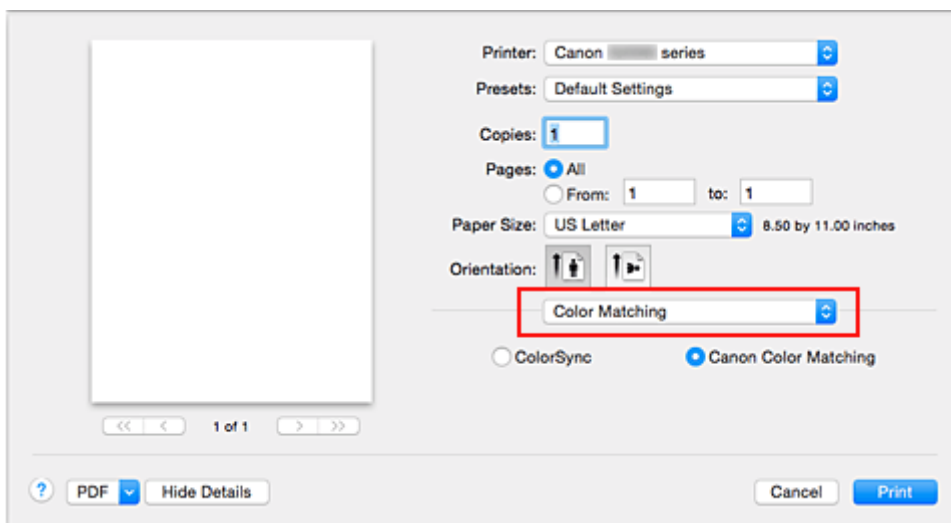 Printer: Canon series
Presets: Default Settings
Copies: 1
Pages: All
From: 1 to: 1
Paper Size: US Letter 8.50 by 11.00 inches
Orientation:
Color Matching
ColorSync Canon Color Matching
<< < 1 of 1 > >>
? PDF Hide Details Cancel Print